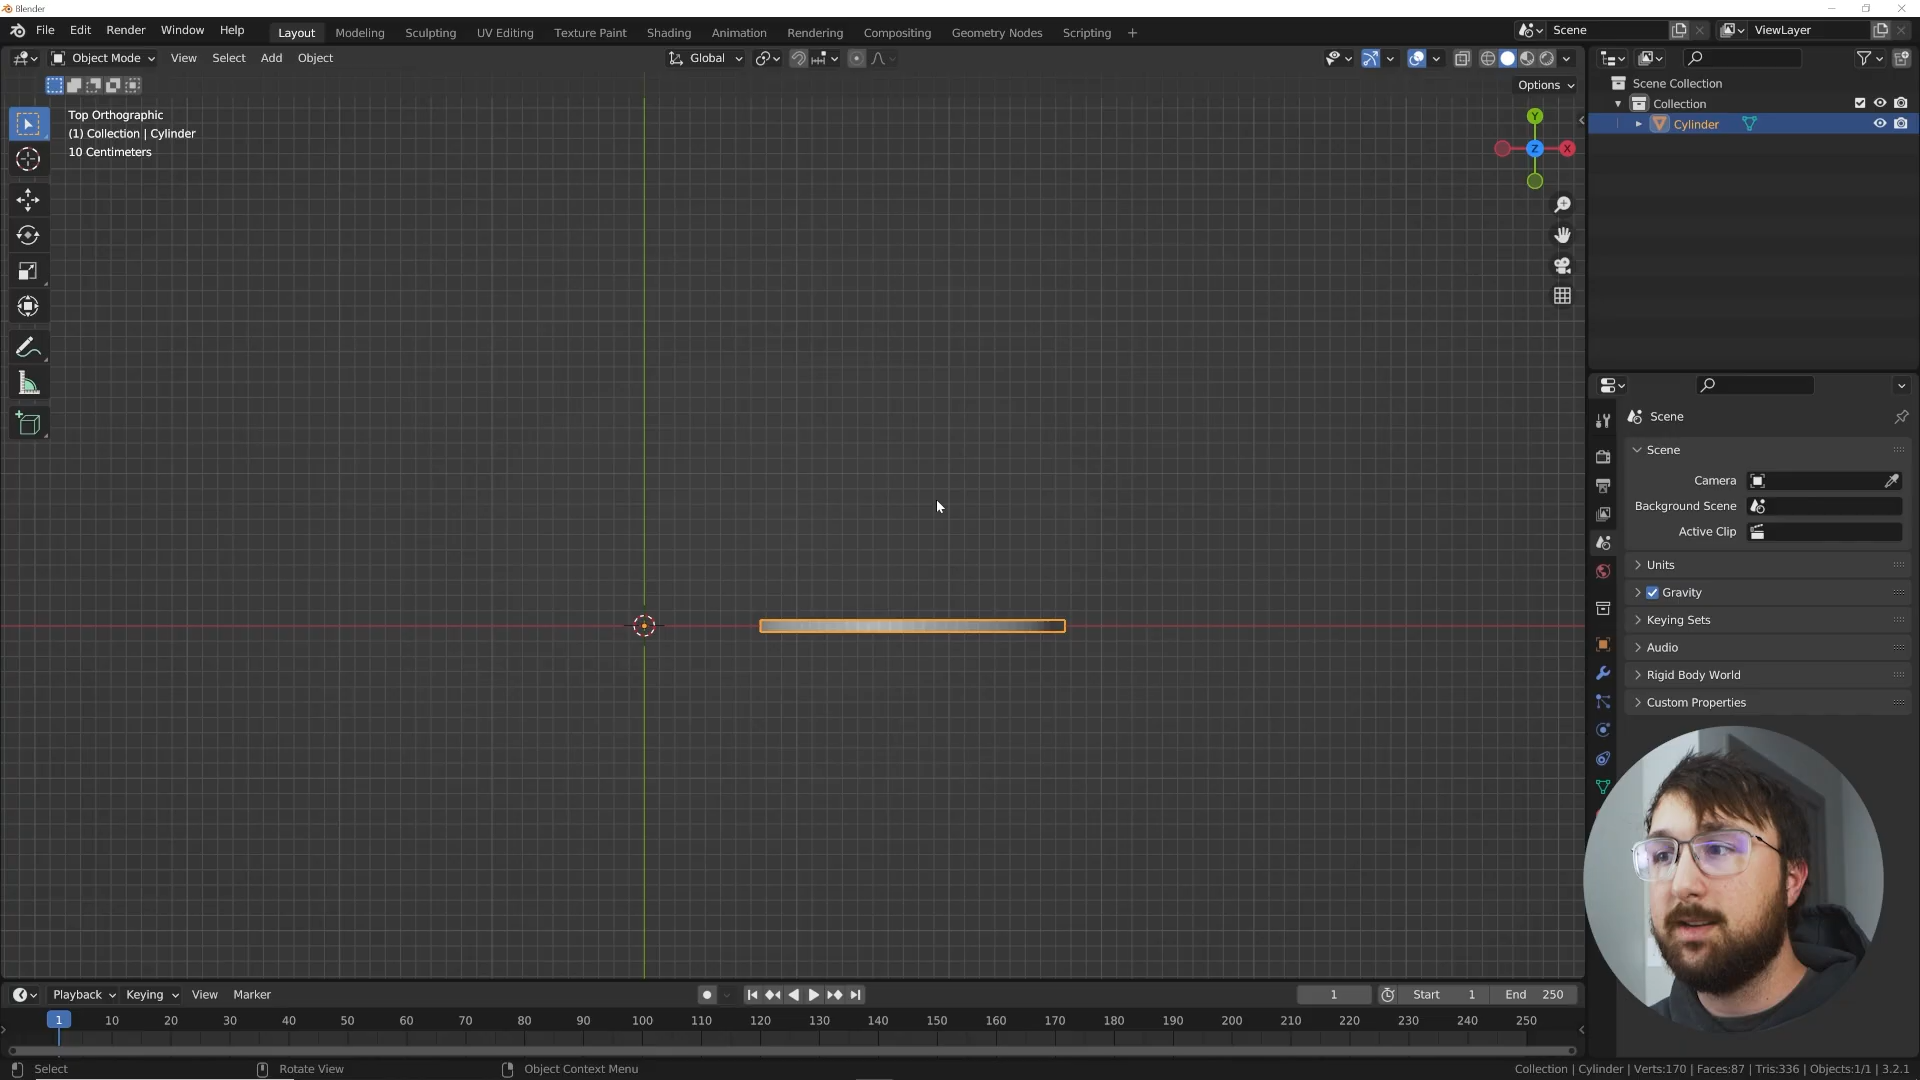 Blender
File Edit Render Window Help Layout Modeling Sculpting UV Editing Texture Paint Shading Animation Rendering Compositing Geometry Nodes Scripting + Scene ViewLayer
Object Mode View Select Add Object Global
Options
Top Orthographic
(1) Collection | Cylinder
10 Centimeters
Y
X
Z
Scene Collection
Collection
Cylinder
Scene
Scene
Camera
Background Scene
Active Clip
Units
Gravity
Keying Sets
Audio
Rigid Body World
Custom Properties
Playback Keying View Marker 1 Start 1 End 250
1 10 20 30 40 50 60 70 80 90 100 110 120 130 140 150 160 170 180 190 200 210 220 230 240 250
Select Rotate View Object Context Menu Collection | Cylinder | Verts:170 | Faces:87 | Tris:336 | Objects:1/1 | 3.2.1